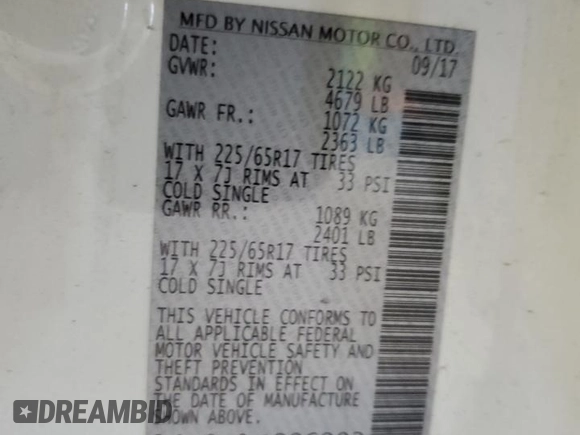 MFD BY NISSAN MOTOR CO., LTD.
DATE: 09/17
GVWR: 2122 KG
4679 LB
GAWR FR.: 1072 KG
2363 LB
WITH 225/65R17 TIRES
17 X 7J RIMS AT 33 PSI
COLD SINGLE
GAWR RR.: 1089 KG
2401 LB
WITH 225/65R17 TIRES
17 X 7J RIMS AT 33 PSI
COLD SINGLE
THIS VEHICLE CONFORMS TO
ALL APPLICABLE FEDERAL
MOTOR VEHICLE SAFETY AND
THEFT PREVENTION
STANDARDS IN EFFECT ON
THE DATE OF MANUFACTURE
SHOWN ABOVE.
DREAMBID